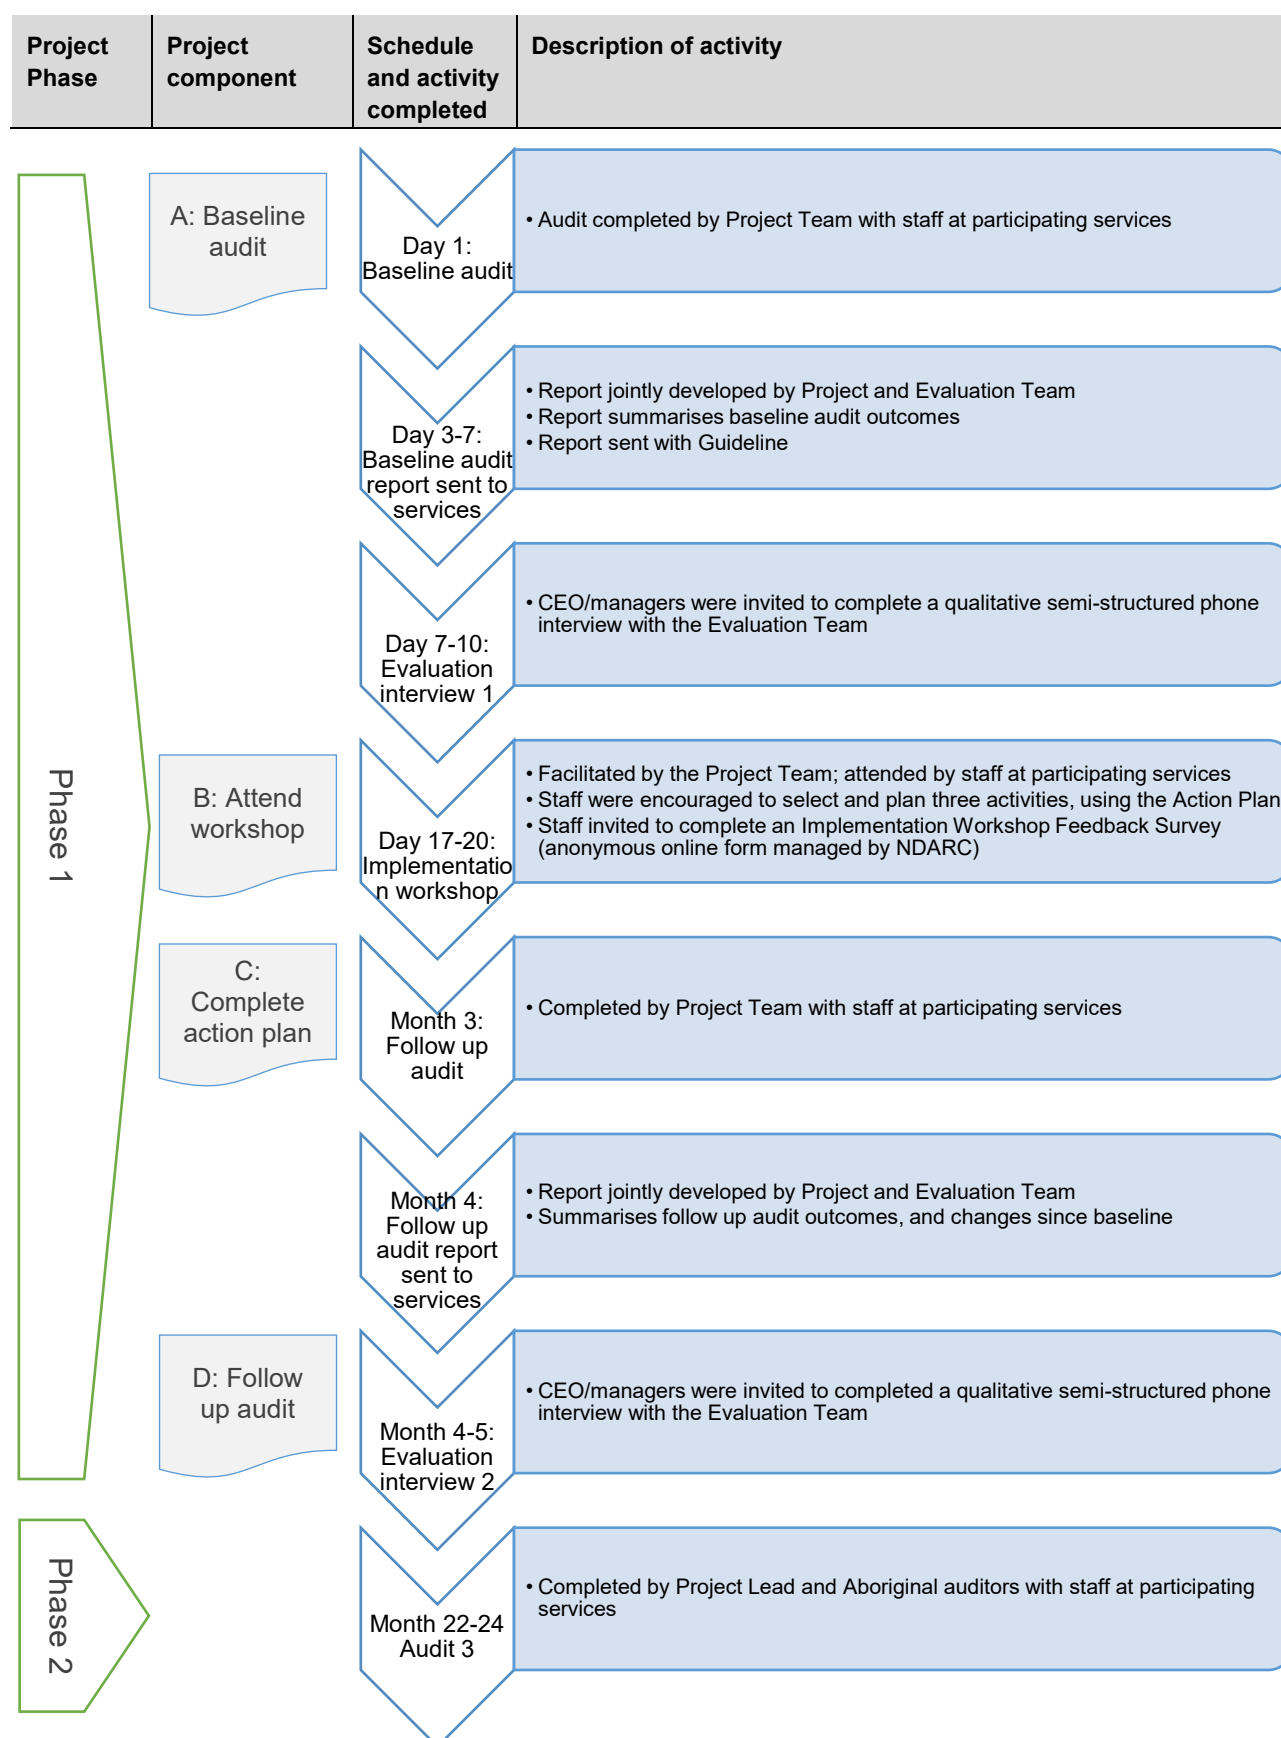 Project
Phase
Project
component
Schedule
and activity
completed
Description of activity
Phase 1
A: Baseline
audit
Day 1:
Baseline audit
• Audit completed by Project Team with staff at participating services
Day 3-7:
Baseline audit
report sent to
services
• Report jointly developed by Project and Evaluation Team
• Report summarises baseline audit outcomes
• Report sent with Guideline
Day 7-10:
Evaluation
interview 1
• CEO/managers were invited to complete a qualitative semi-structured phone
interview with the Evaluation Team
B: Attend
workshop
Day 17-20:
Implementatio
n workshop
• Facilitated by the Project Team; attended by staff at participating services
• Staff were encouraged to select and plan three activities, using the Action Plan
• Staff invited to complete an Implementation Workshop Feedback Survey
(anonymous online form managed by NDARC)
C:
Complete
action plan
Month 3:
Follow up
audit
• Completed by Project Team with staff at participating services
Month 4:
Follow up
audit report
sent to
services
• Report jointly developed by Project and Evaluation Team
• Summarises follow up audit outcomes, and changes since baseline
D: Follow
up audit
Month 4-5:
Evaluation
interview 2
• CEO/managers were invited to completed a qualitative semi-structured phone
interview with the Evaluation Team
Phase 2
Month 22-24
Audit 3
• Completed by Project Lead and Aboriginal auditors with staff at participating
services